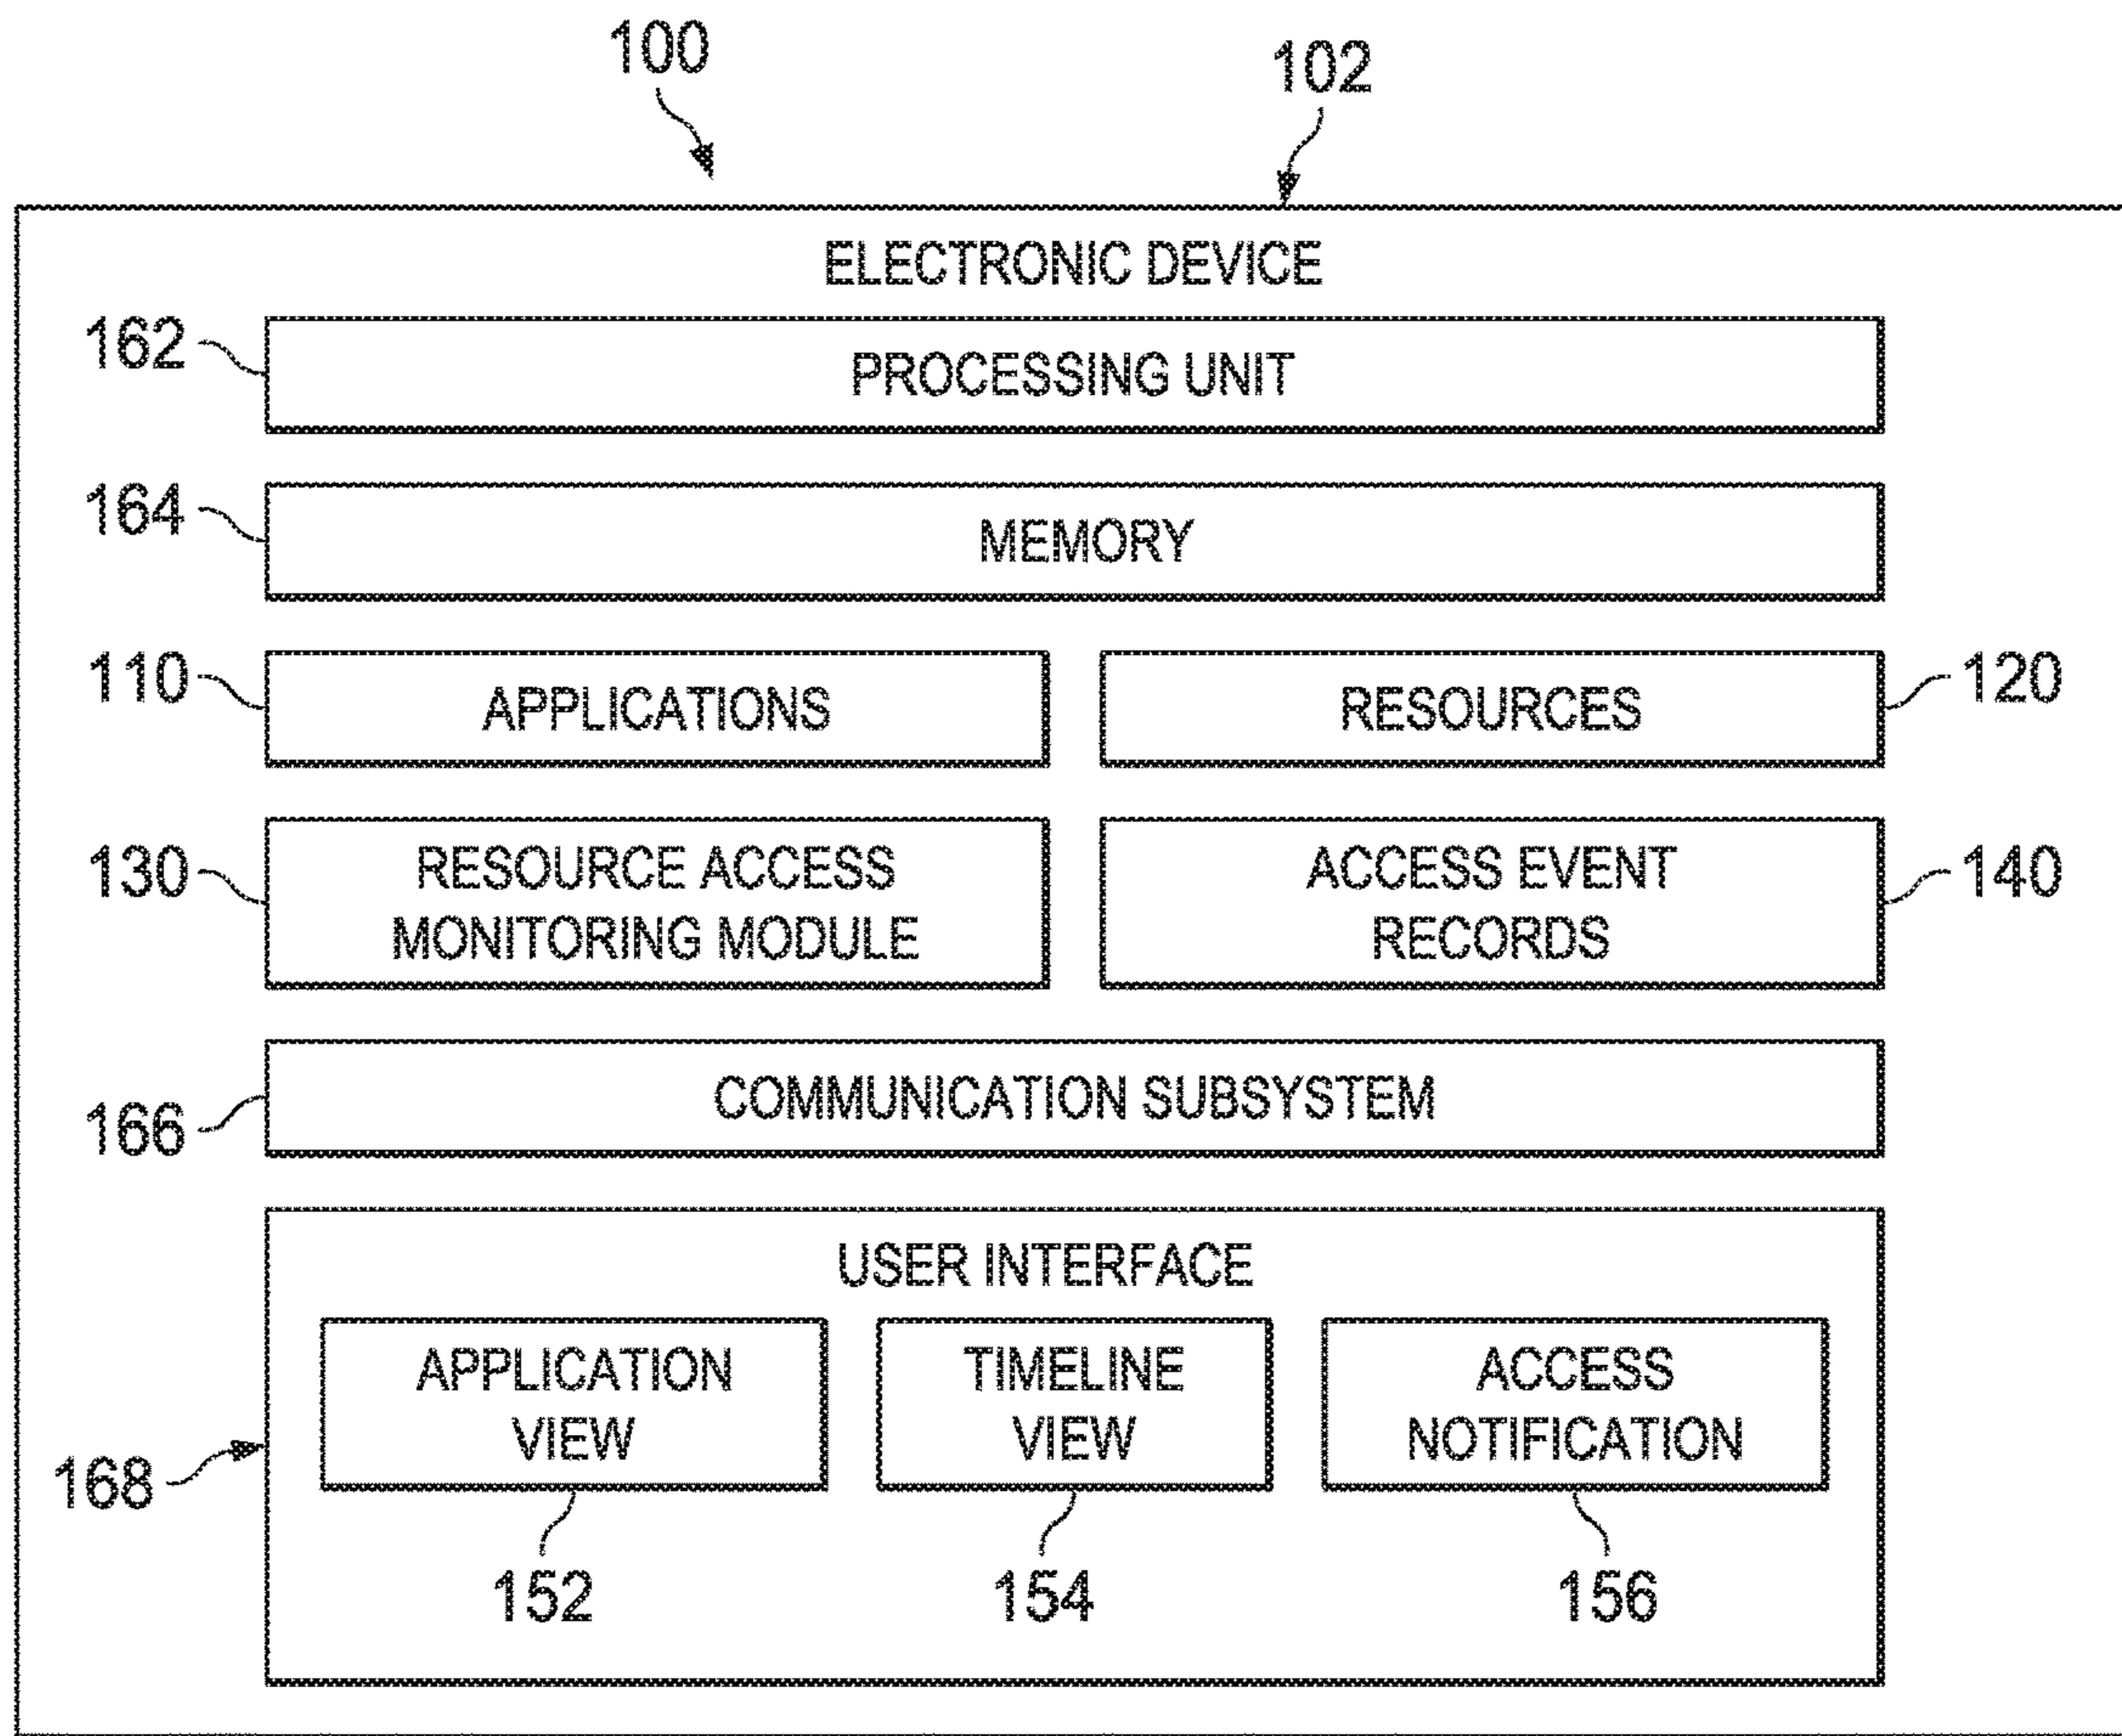 100
102
ELECTRONIC DEVICE
162
PROCESSING UNIT
164
MEMORY
110
APPLICATIONS
RESOURCES
120
130
RESOURCE ACCESS
MONITORING MODULE
ACCESS EVENT
RECORDS
140
166
COMMUNICATION SUBSYSTEM
USER INTERFACE
168
APPLICATION
VIEW
TIMELINE
VIEW
ACCESS
NOTIFICATION
152
154
156